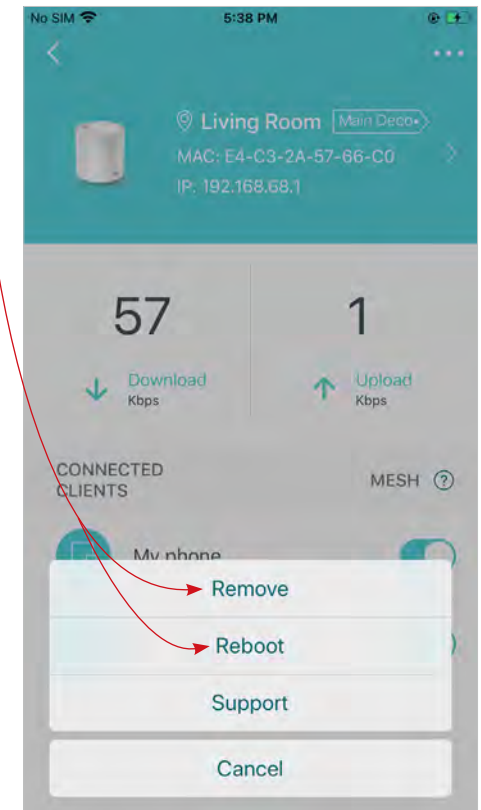 No SIM 5:38 PM
Living Room Main Deco
MAC: E4-C3-2A-57-66-C0
IP: 192.168.68.1
57 1
Download Upload
Kbps Kbps
CONNECTED
CLIENTS
MESH ?
My phone
Remove
Reboot
Support
Cancel